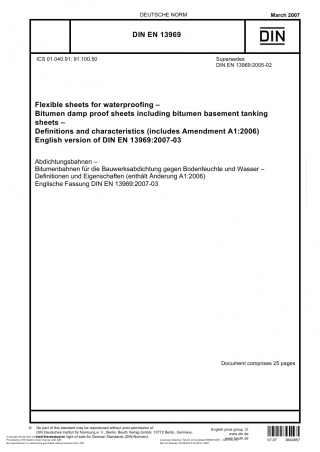 DEUTSCHE NORM
March 2007
DIN EN 13969
DIN
ICS 01.040.91; 91.100.50
Supersedes
DIN EN 13969:2005-02
Flexible sheets for waterproofing –
Bitumen damp proof sheets including bitumen basement tanking
sheets –
Definitions and characteristics (includes Amendment A1:2006)
English version of DIN EN 13969:2007-03
Abdichtungsbahnen –
Bitumenbahnen für die Bauwerksabdichtung gegen Bodenfeuchte und Wasser –
Definitionen und Eigenschaften (enthält Änderung A1:2006)
Englische Fassung DIN EN 13969:2007-03
Document comprises 25 pages
No part of this standard may be reproduced without prior permission of
DIN Deutsches Institut für Normung e. V., Berlin. Beuth Verlag GmbH, 10772 Berlin, Germany,
right of sale for German Standards (DIN-Normen).
English price group 12
www.din.de
www.beuth.de